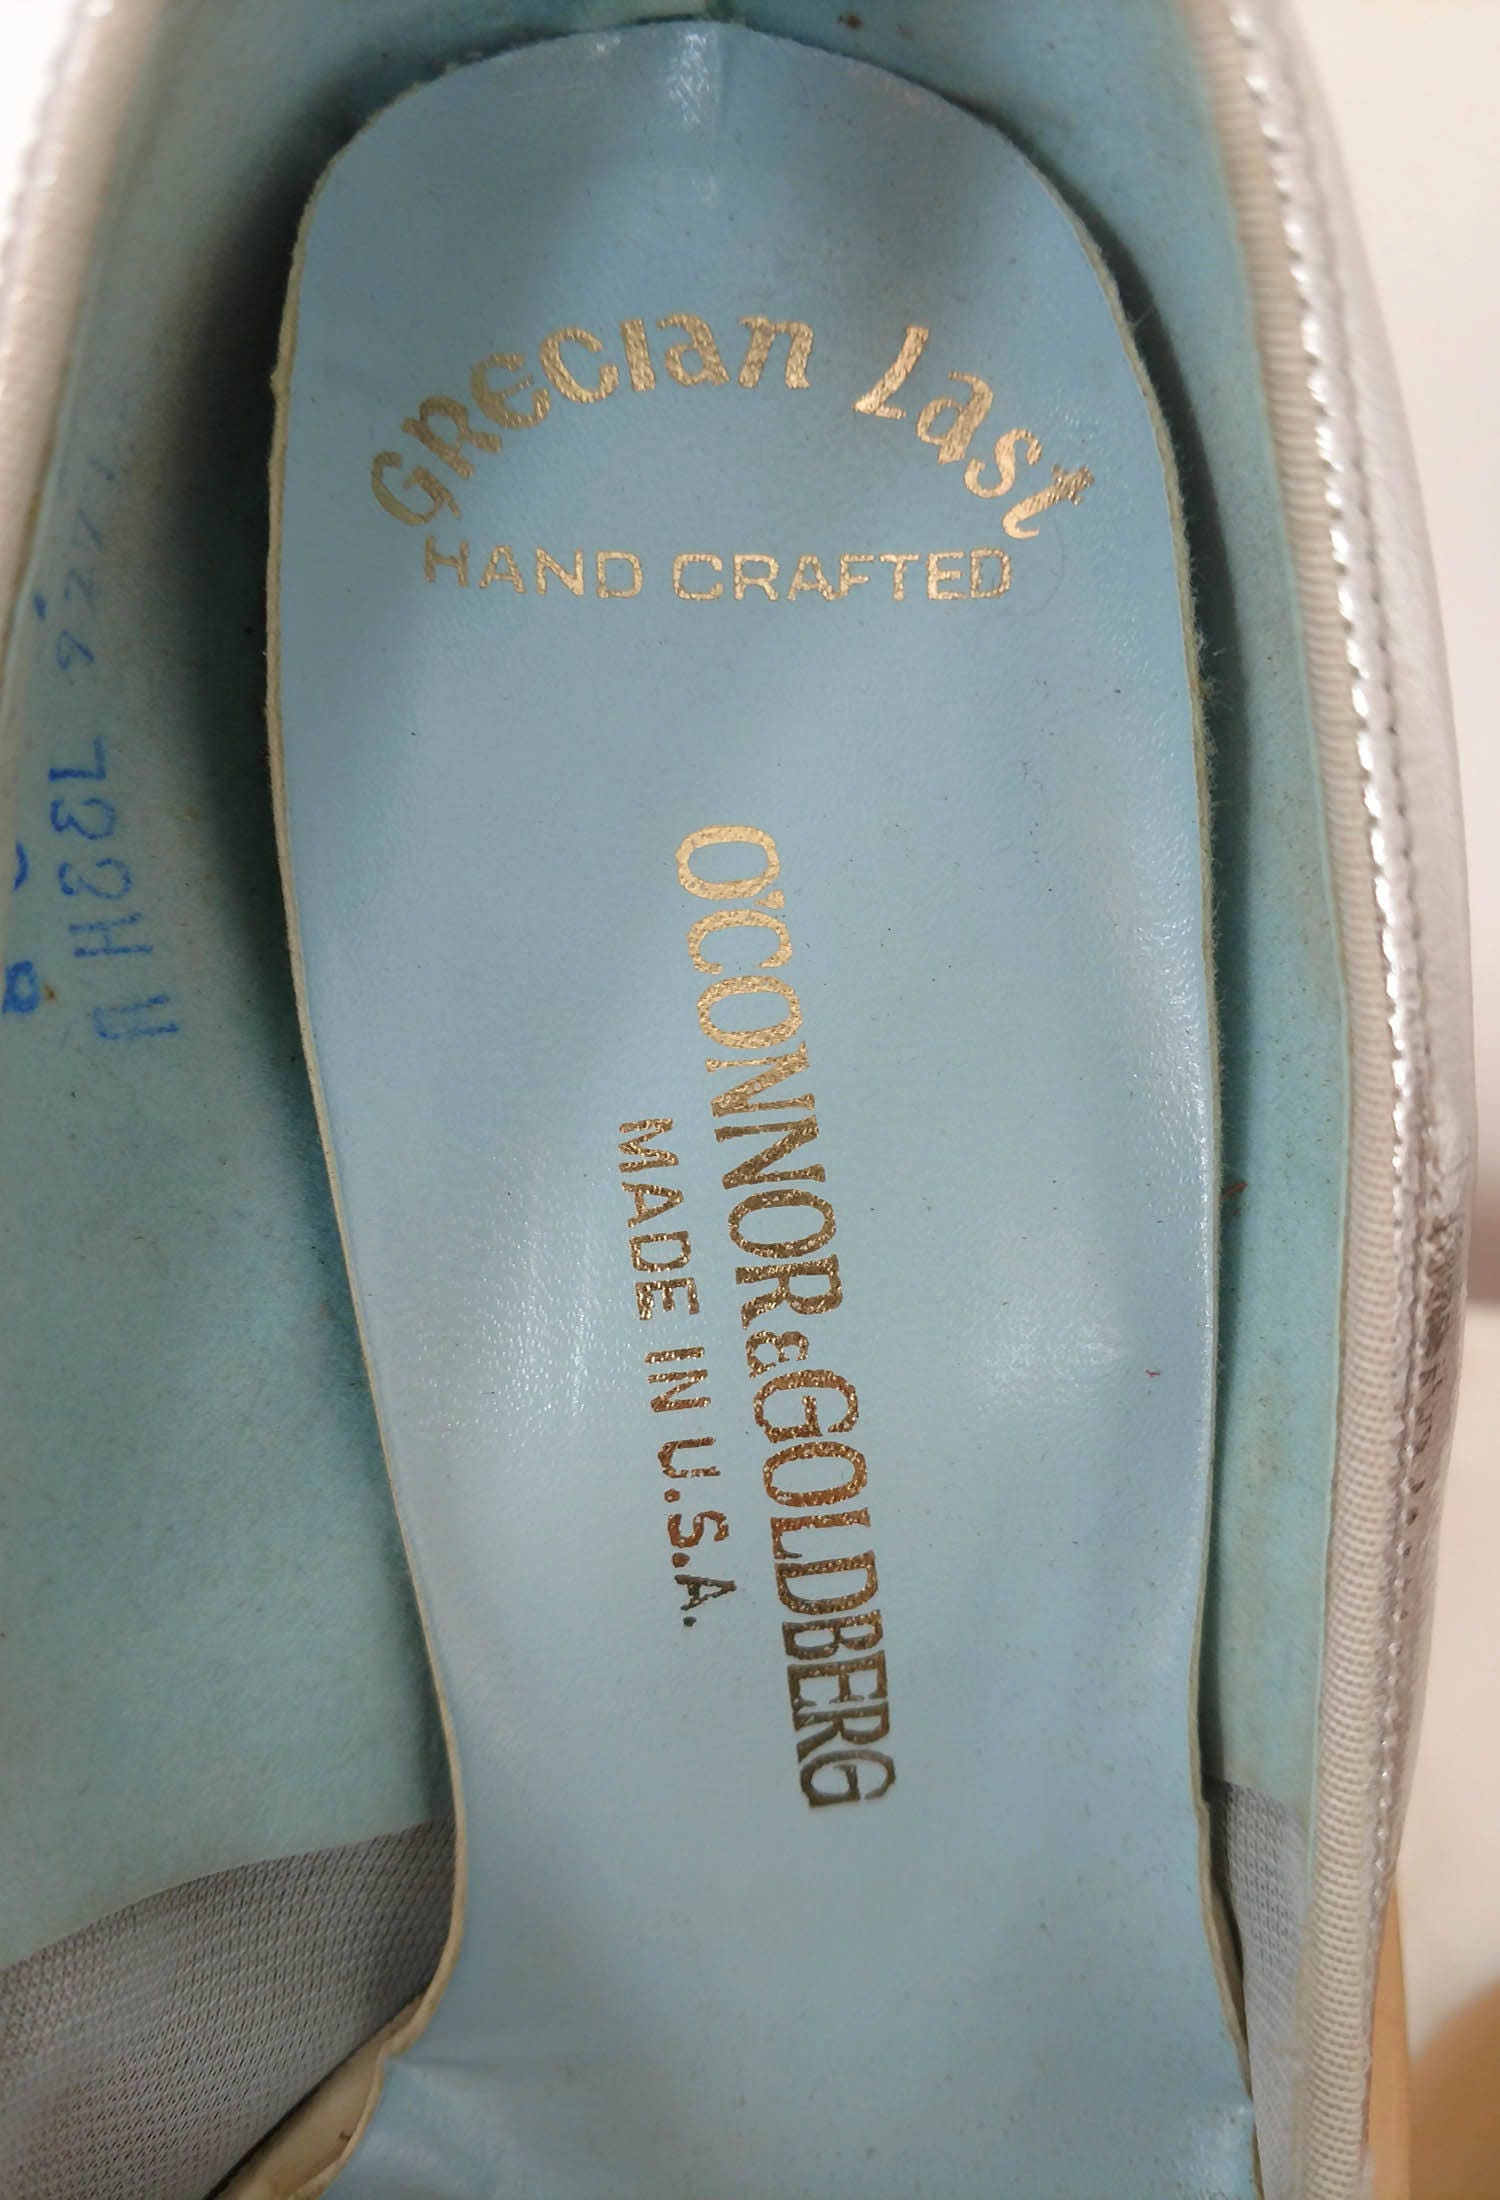 Grecian Last
HAND CRAFTED
O'CONNOR & GOLDBERG
MADE IN U.S.A.